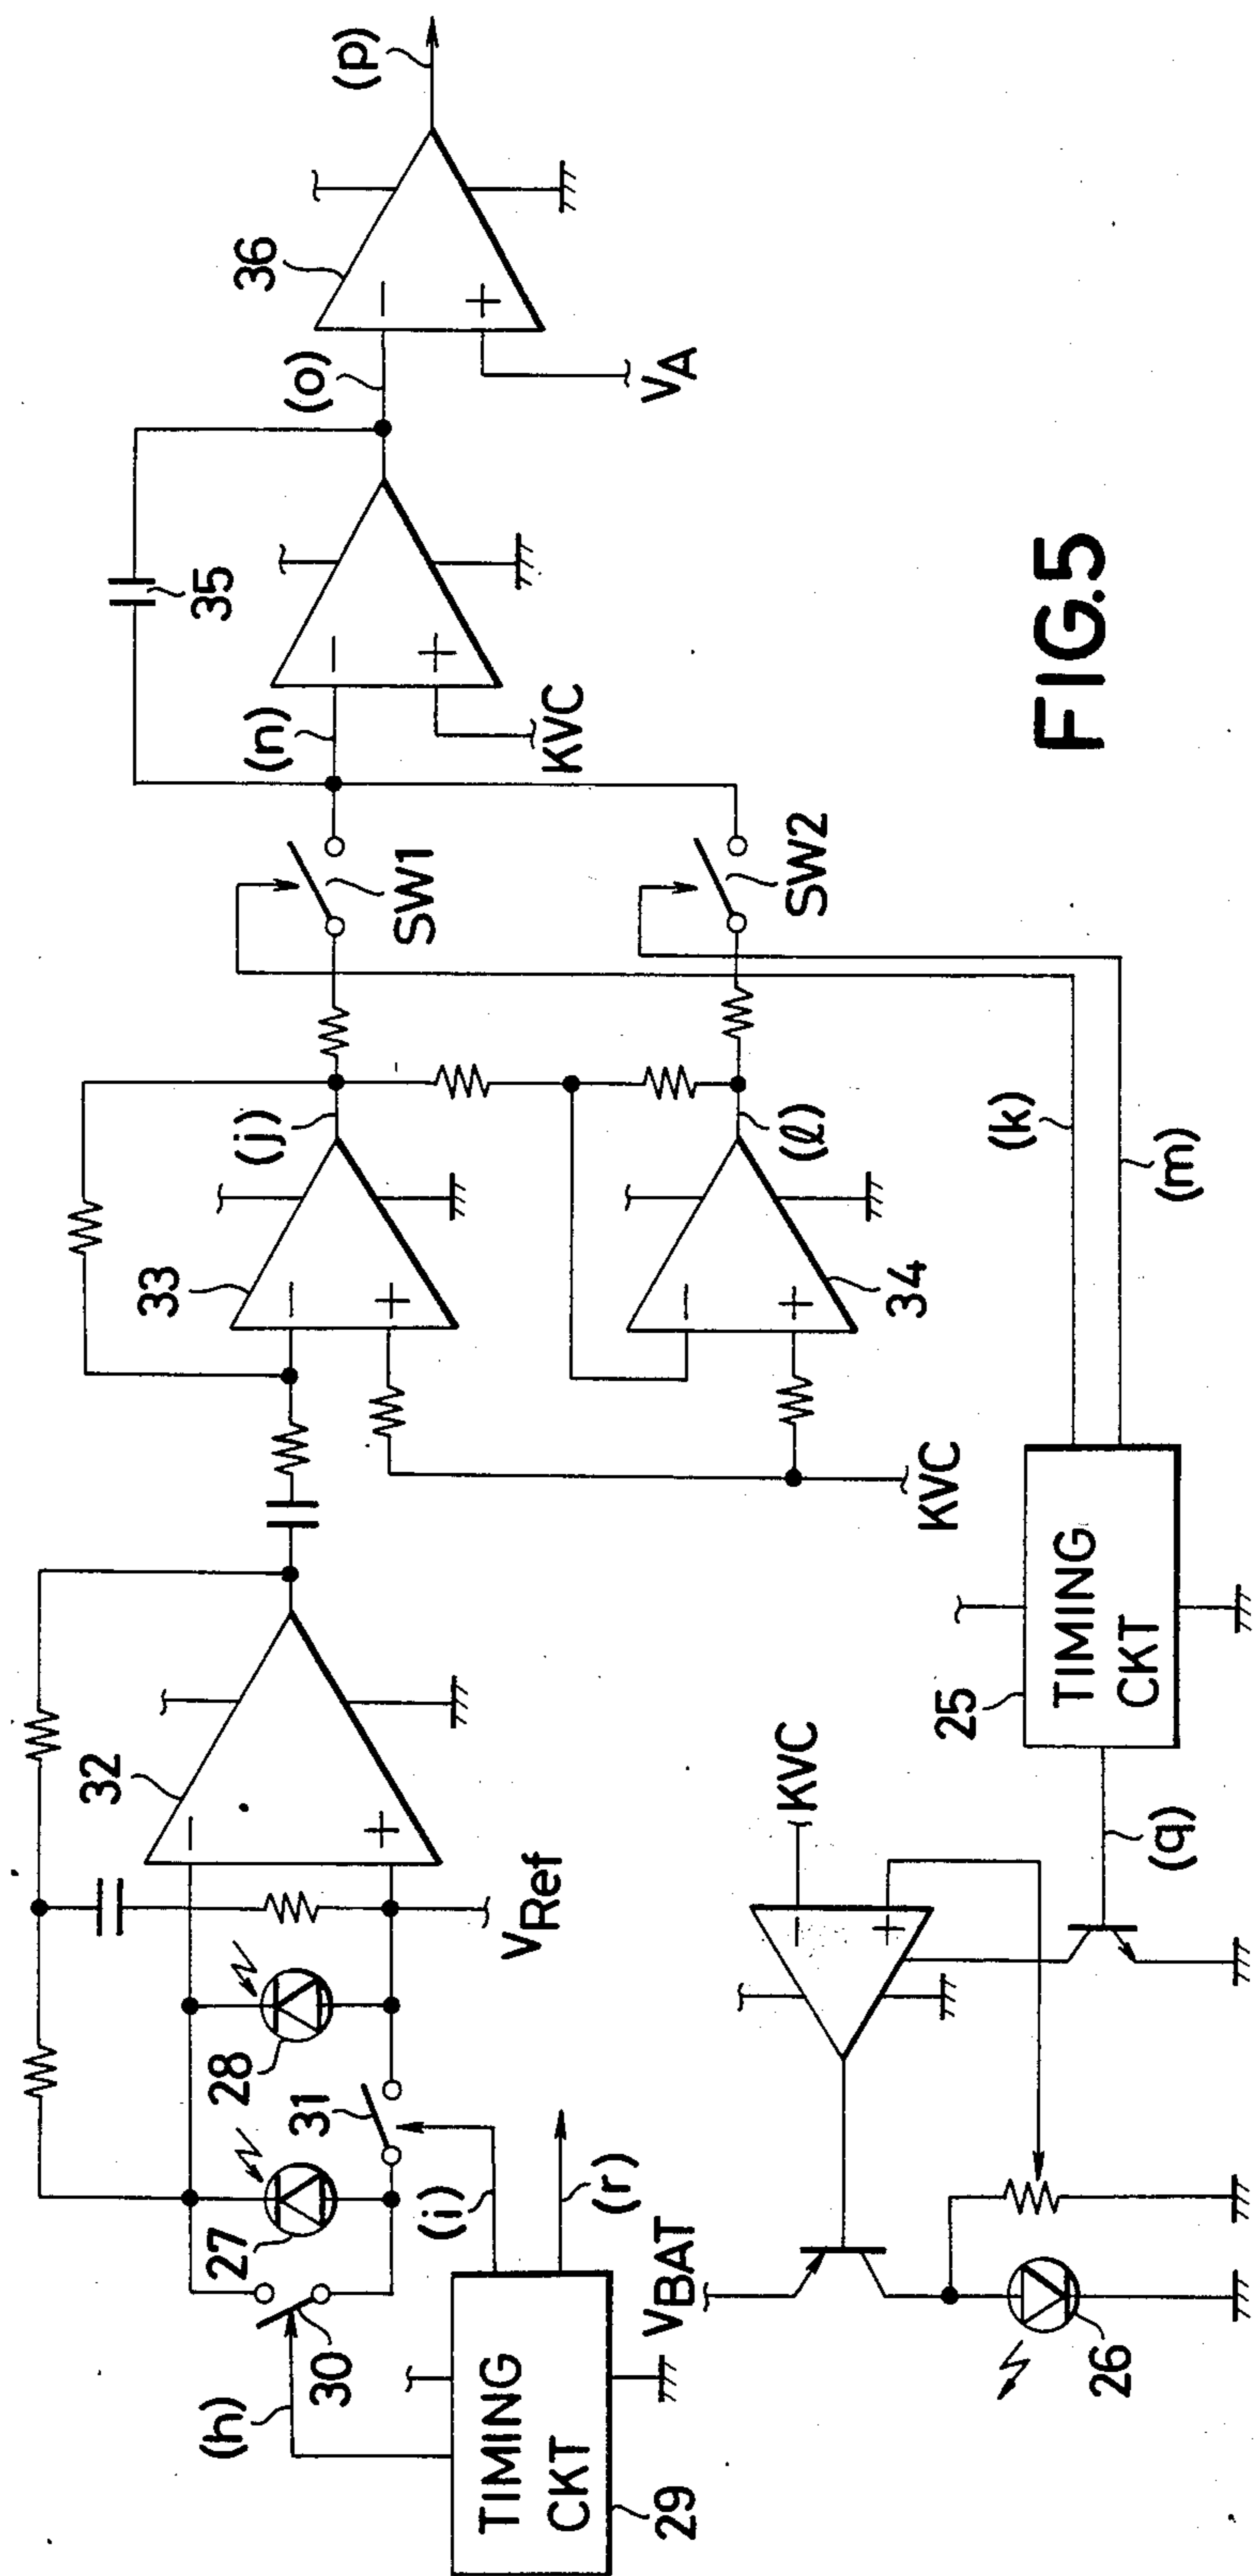 (p)
36
(o)
VA
35
(n)
KVC
SW1
SW2
(j)
33
(ℓ)
34
(k)
(m)
KVC
32
VRef
28
27
31
30
(h)
(i)
(r)
TIMING
CKT
29
TIMING
CKT
25
(q)
KVC
VBAT
26
FIG.5